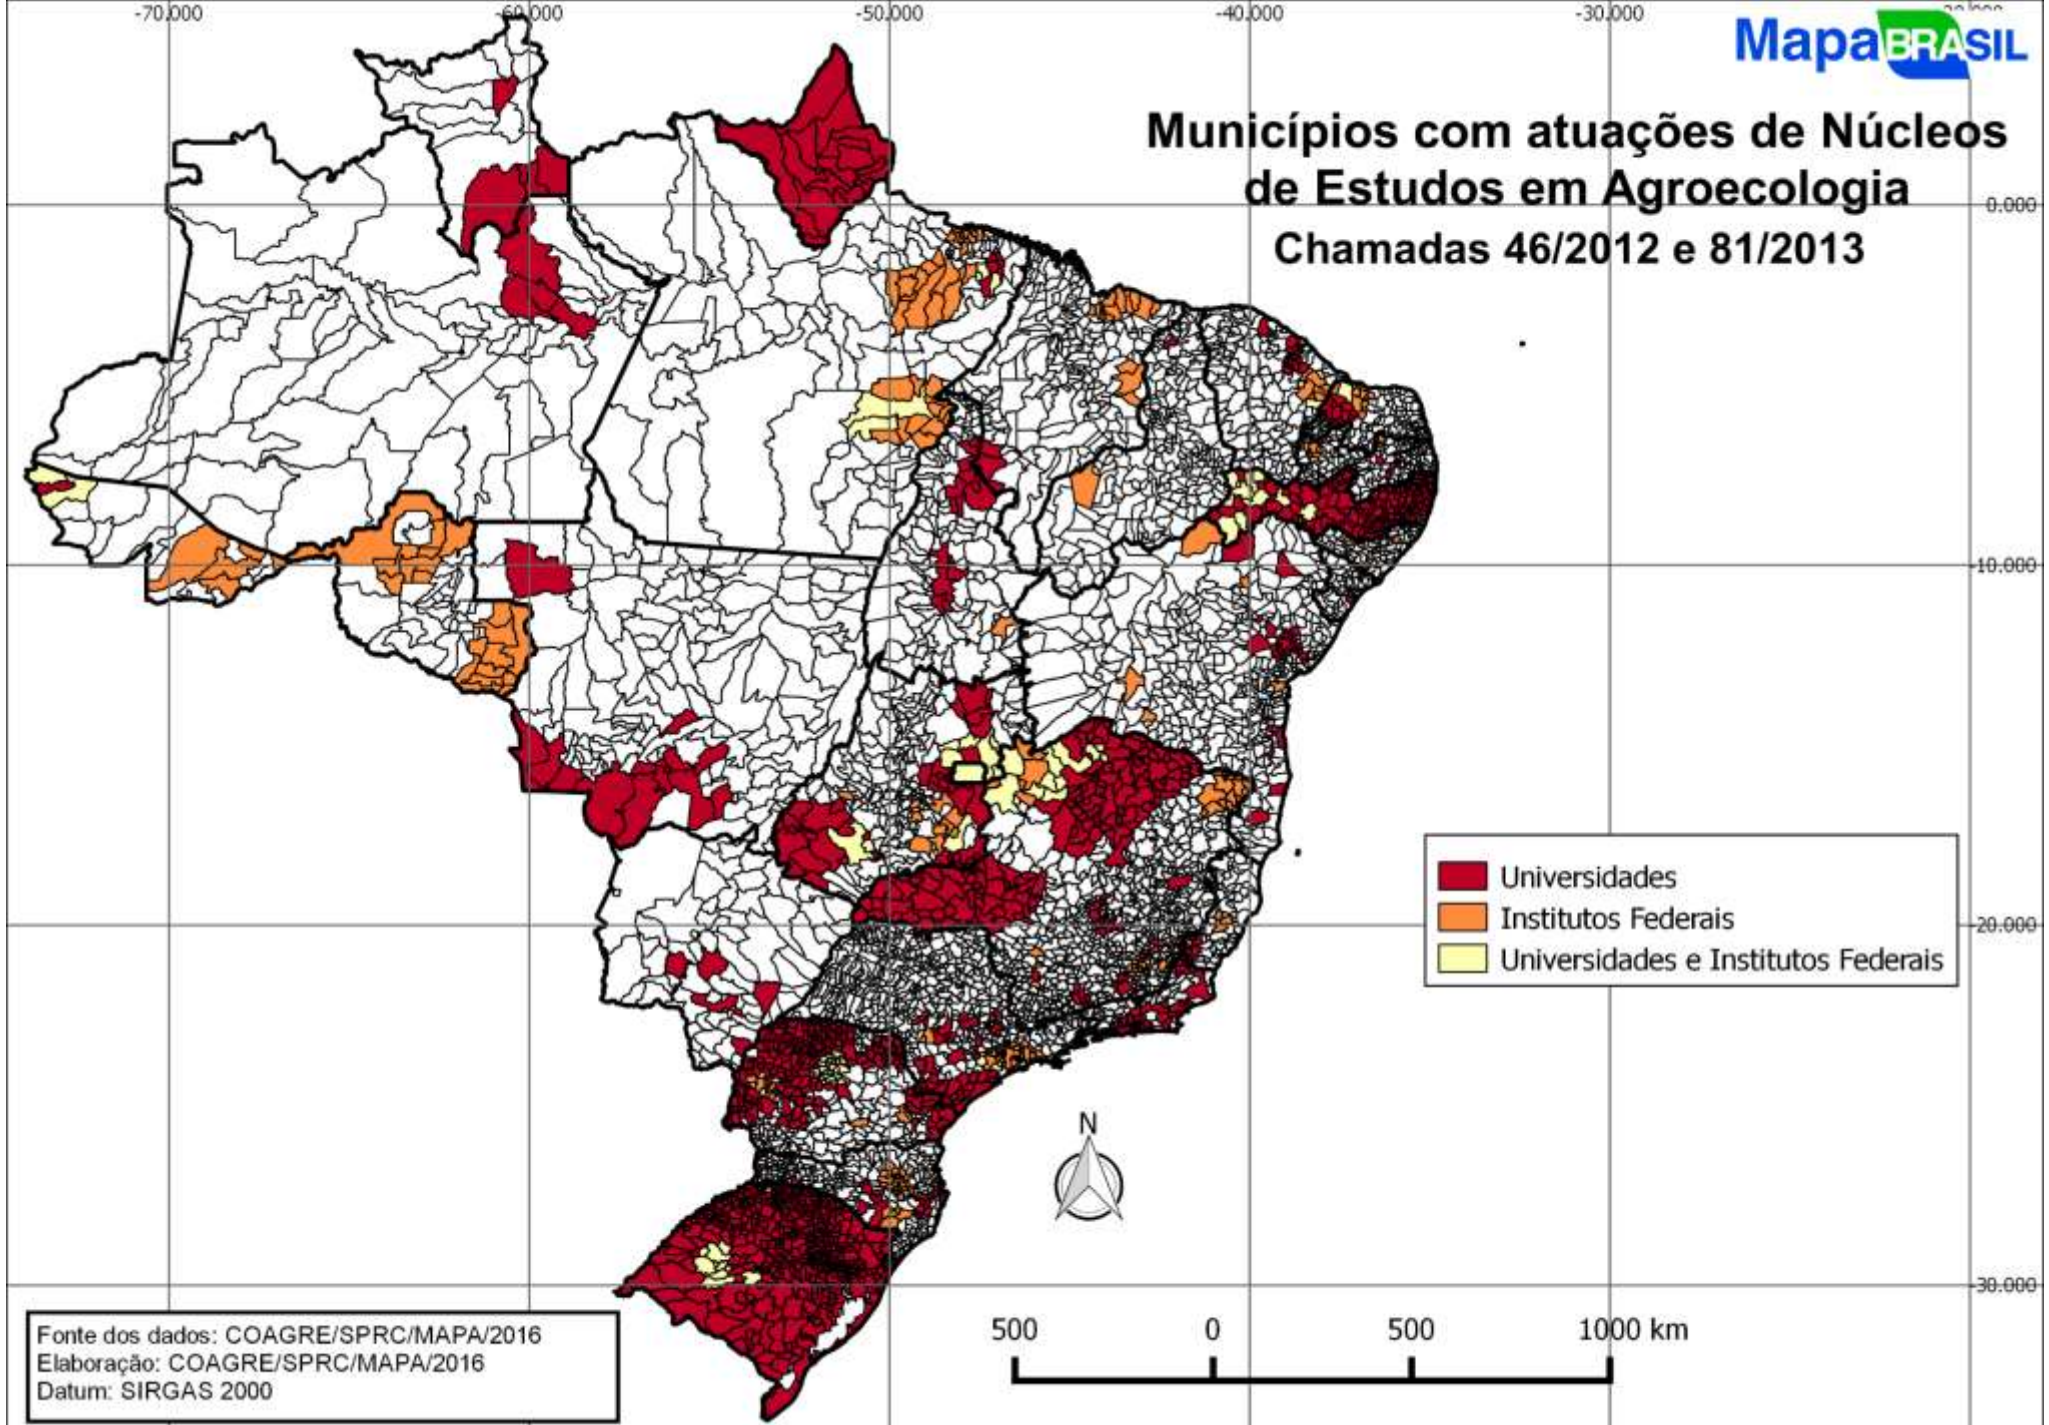 -70.000 -60.000 -50.000 -40.000 -30.000
MapaBRASIL
Municípios com atuações de Núcleos
de Estudos em Agroecologia
Chamadas 46/2012 e 81/2013
0.000
-10.000
Universidades
Institutos Federais
Universidades e Institutos Federais
-20.000
N
-30.000
500 0 500 1000 km
Fonte dos dados: COAGRE/SPRC/MAPA/2016
Elaboração: COAGRE/SPRC/MAPA/2016
Datum: SIRGAS 2000